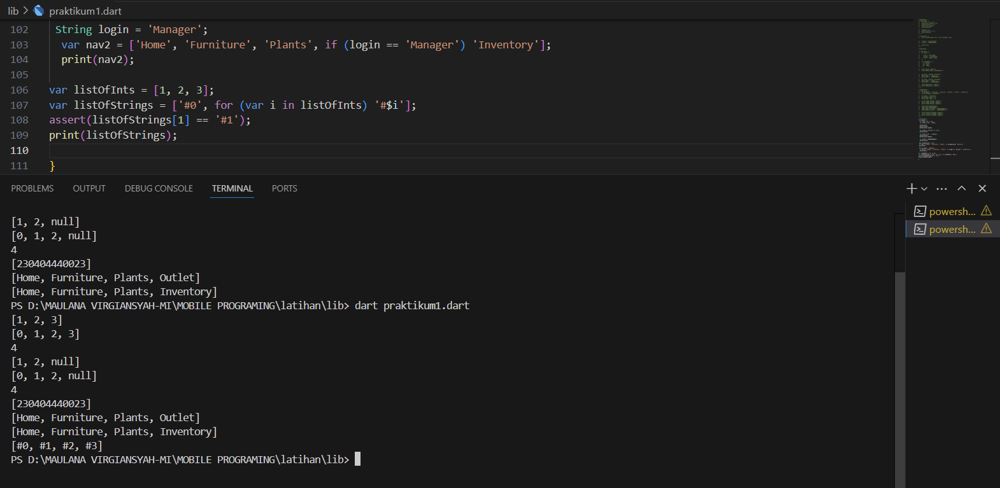 lib > praktikum1.dart
102 String login = 'Manager';
103 var nav2 = ['Home', 'Furniture', 'Plants', if (login == 'Manager') 'Inventory'];
104 print(nav2);
105
106 var listOfInts = [1, 2, 3];
107 var listOfStrings = ['#0', for (var i in listOfInts) '#$i'];
108 assert(listOfStrings[1] == '#1');
109 print(listOfStrings);
110
111 }
PROBLEMS OUTPUT DEBUG CONSOLE TERMINAL PORTS
powersh...
powersh...
[1, 2, null]
[0, 1, 2, null]
4
[230404440023]
[Home, Furniture, Plants, Outlet]
[Home, Furniture, Plants, Inventory]
PS D:\MAULANA VIRGIANSYAH-MI\MOBILE PROGRAMING\latihan\lib> dart praktikum1.dart
[1, 2, 3]
[0, 1, 2, 3]
4
[1, 2, null]
[0, 1, 2, null]
4
[230404440023]
[Home, Furniture, Plants, Outlet]
[Home, Furniture, Plants, Inventory]
[#0, #1, #2, #3]
PS D:\MAULANA VIRGIANSYAH-MI\MOBILE PROGRAMING\latihan\lib>